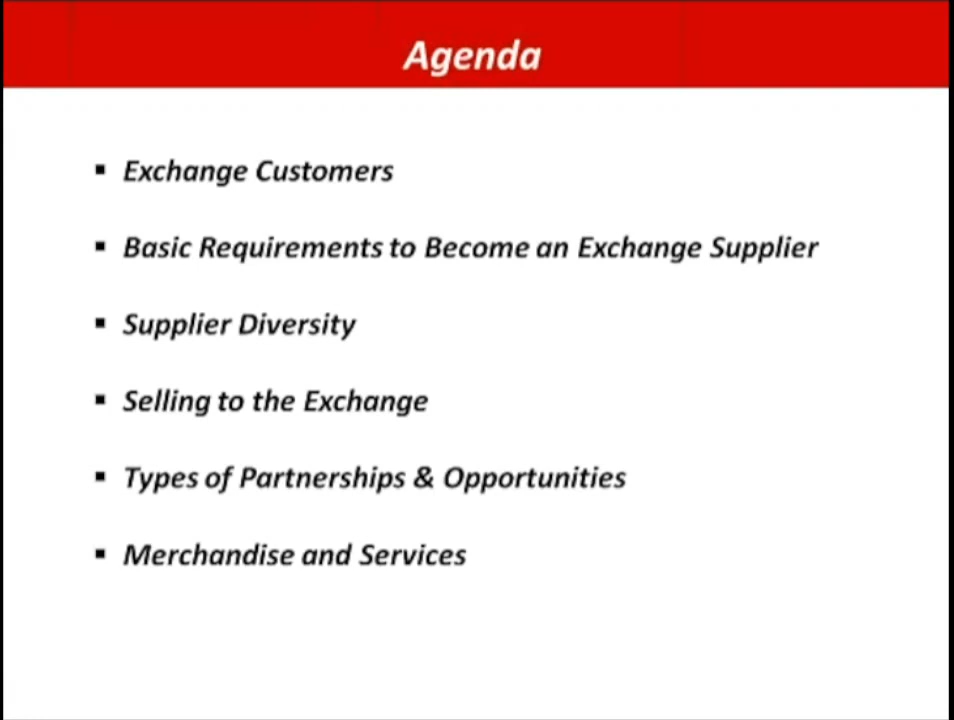 Agenda
▪ Exchange Customers
▪ Basic Requirements to Become an Exchange Supplier
▪ Supplier Diversity
▪ Selling to the Exchange
▪ Types of Partnerships & Opportunities
▪ Merchandise and Services